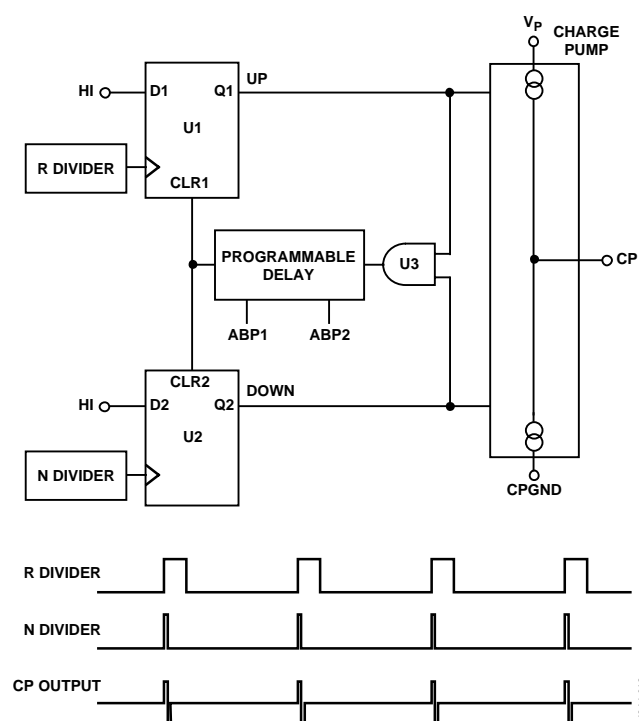 V_P
CHARGE
PUMP
HI
D1
Q1
UP
U1
R DIVIDER
CLR1
PROGRAMMABLE
DELAY
U3
CP
ABP1
ABP2
CLR2
DOWN
HI
D2
Q2
U2
N DIVIDER
CPGND
R DIVIDER
N DIVIDER
CP OUTPUT